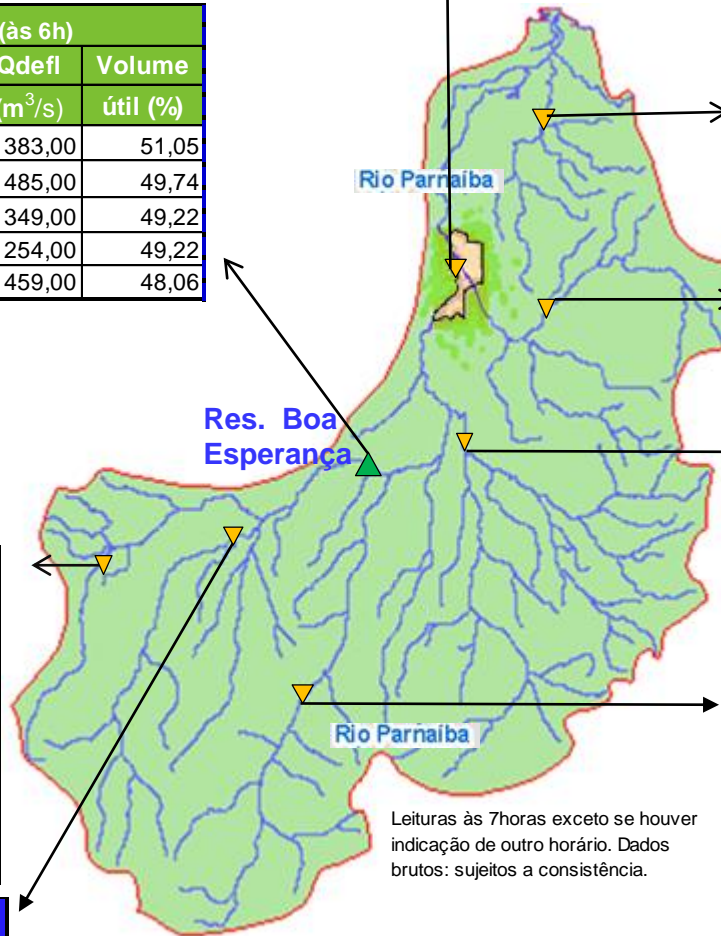 (às 6h)
Qdefl Volume
(m³/s) útil (%)
383,00 51,05
485,00 49,74
349,00 49,22
254,00 49,22
459,00 48,06
Rio Parnaíba
Res. Boa
Esperança
Rio Parnaíba
Leituras às 7horas exceto se houver
indicação de outro horário. Dados
brutos: sujeitos a consistência.